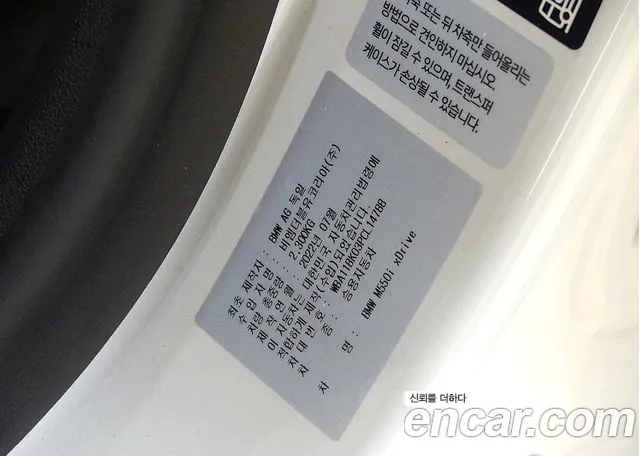 륵 또는 뒤 차축만 들어올리는
방법으로 견인하지 마십시오.
휠이 잠길 수 있으며, 트랜스퍼
케이스가 손상될 수 있습니다.
최초 제작자 : BMW AG 독일
수입자명 : 비엠더블유코리아(주)
차량 총중량 : 2.300KG
제작연월 : 2022년 07월
이 자동차는 대한민국 자동차관리법령에
적합하게 제작(수입)되었습니다.
차대번호 : WBA11BK03PCL14788
차종 : 승용자동차
차명 : BMW M550i xDrive
신뢰를 더하다
encar.com